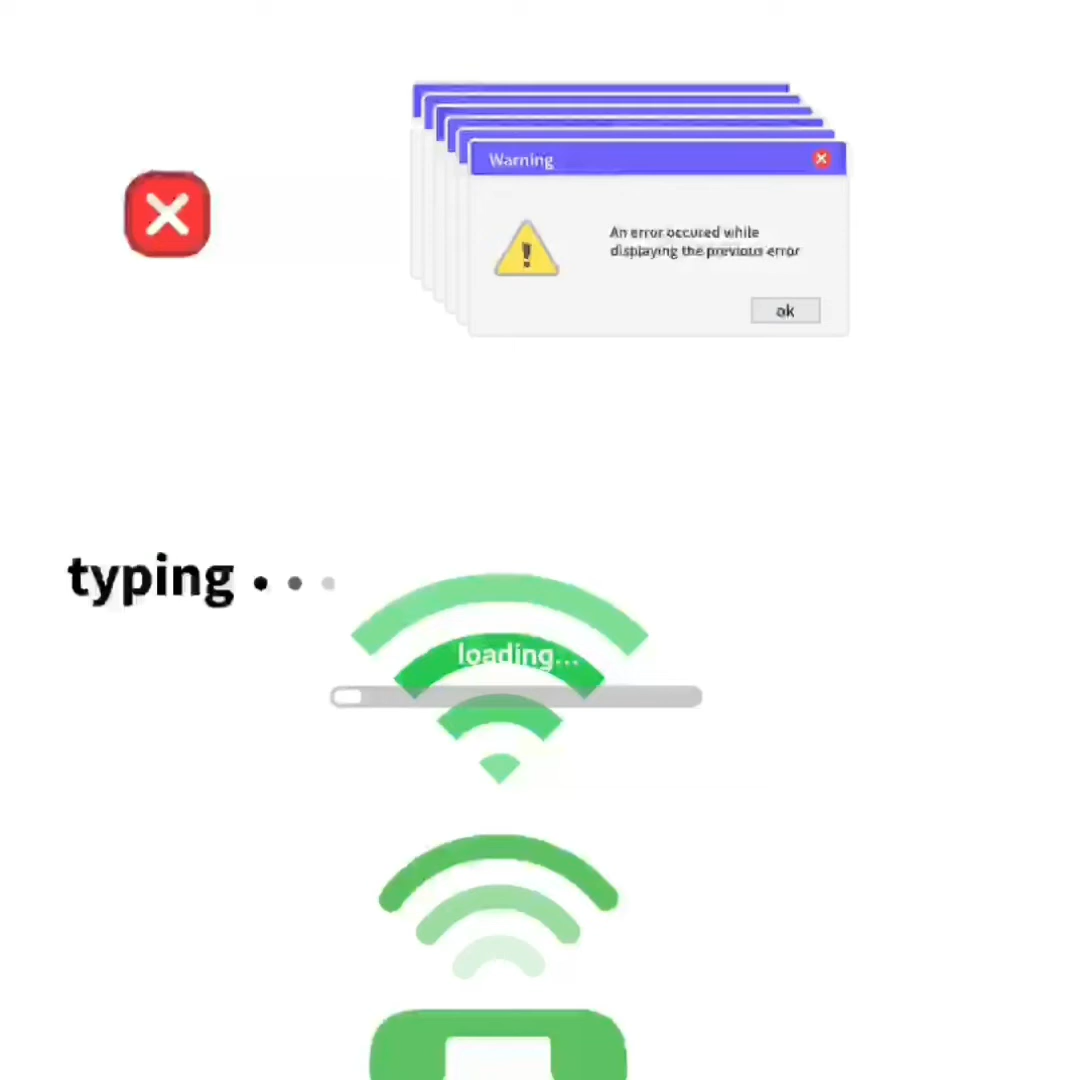 Warning
An error occured while
displaying the previous error
ok
typing...
loading...